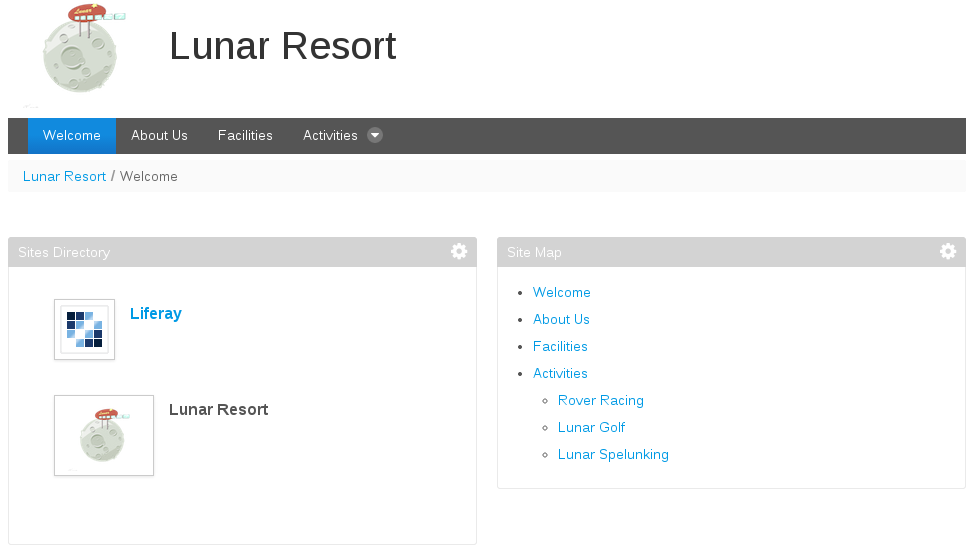 Lunar
Lunar Resort
Welcome About Us Facilities Activities
Lunar Resort / Welcome
Sites Directory
Liferay
Lunar Resort
Site Map
Welcome
About Us
Facilities
Activities
Rover Racing
Lunar Golf
Lunar Spelunking